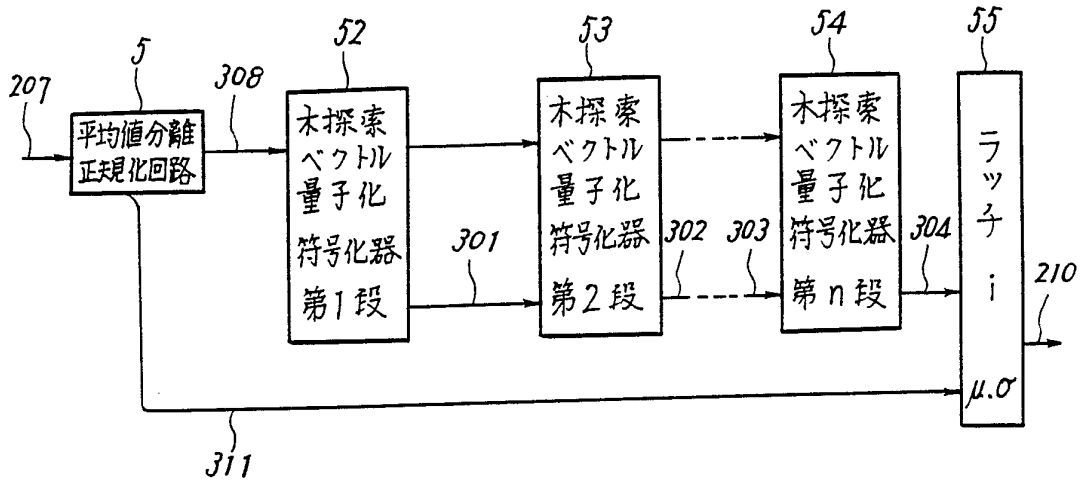 207
5
平均値分離
正規化回路
308
52
木探索
ベクトル
量子化
符号化器
第1段
301
53
木探索
ベクトル
量子化
符号化器
第2段
302
303
54
木探索
ベクトル
量子化
符号化器
第n段
304
55
ラッチ
i
μ.σ
210
311